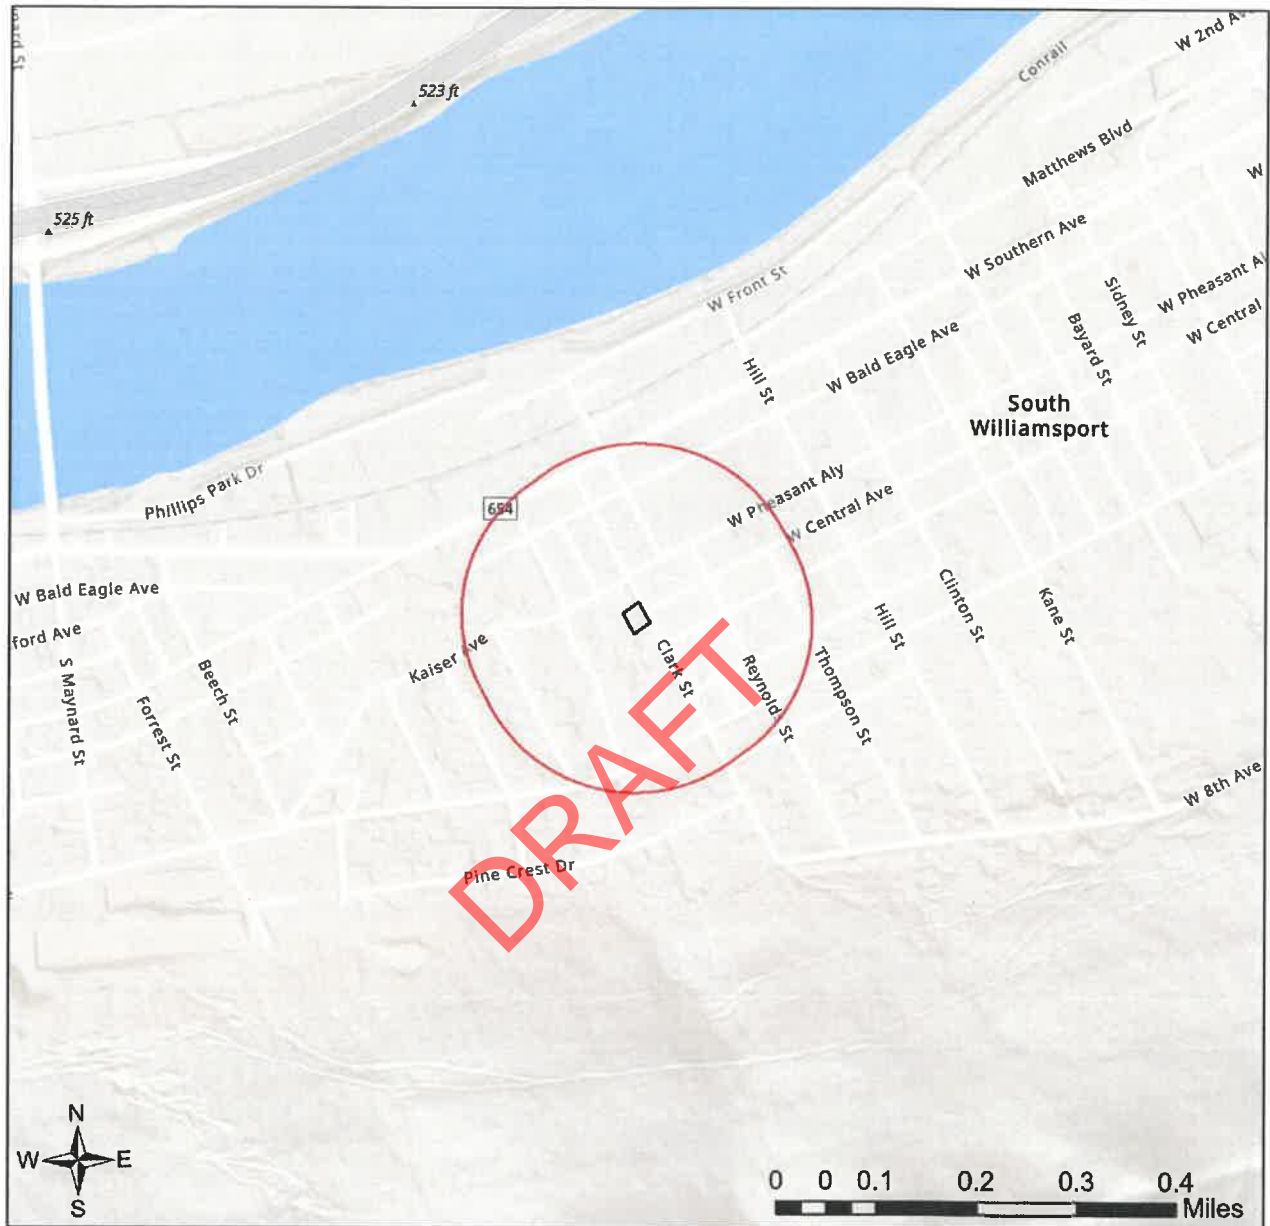 W 2nd Av
Conrail
523 ft
Matthews Blvd
W
525 ft
W Southern Ave
W Pheasant Al
Sidney St
W Front St
W Central
Bayard St
W Bald Eagle Ave
Hill St
South
Williamsport
Phillips Park Dr
654
W Pheasant Aly
W Central Ave
W Bald Eagle Ave
ford Ave
Clinton St
Kane St
Hill St
Kaiser Ave
Clark St
S Maynard St
Beech St
Reynolds St
Thompson St
Forrest St
DRAFT
W 8th Ave
Pine Crest Dr
N
W E
S
0 0 0.1 0.2 0.3 0.4
Miles